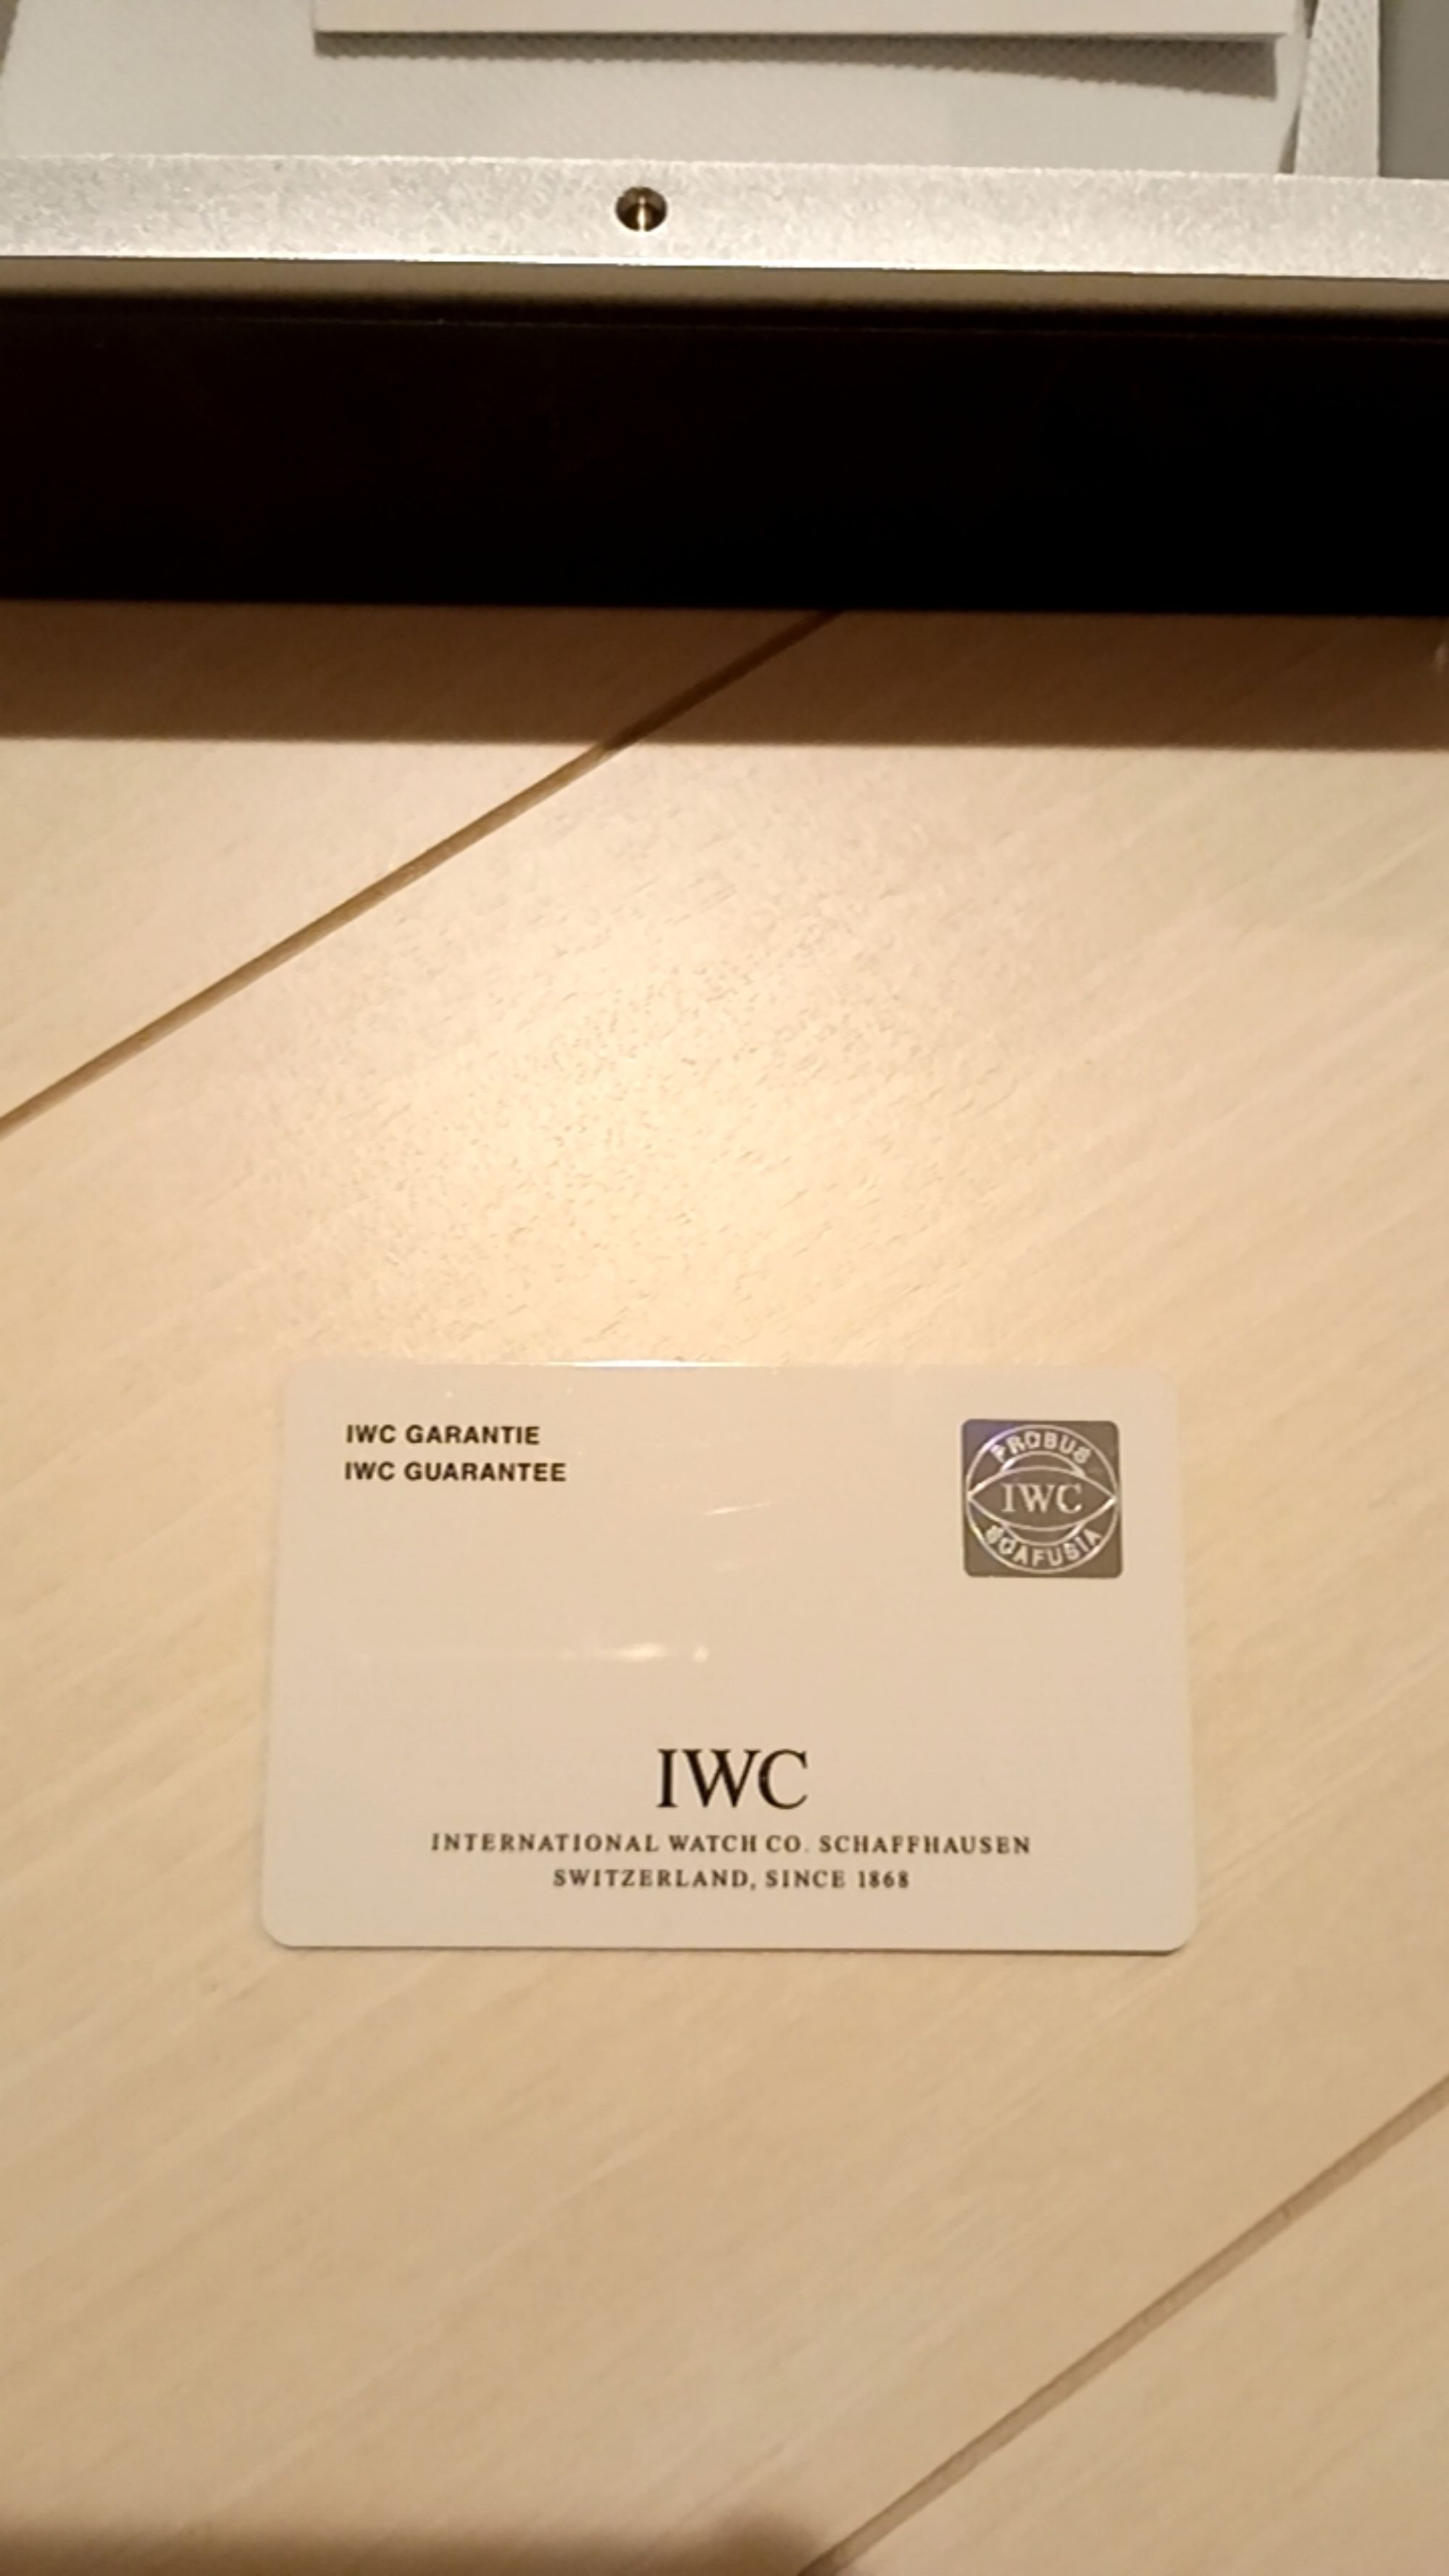 IWC GARANTIE
IWC GUARANTEE
PROBUS
IWC
SCAFUSIA
IWC
INTERNATIONAL WATCH CO. SCHAFFHAUSEN
SWITZERLAND, SINCE 1868